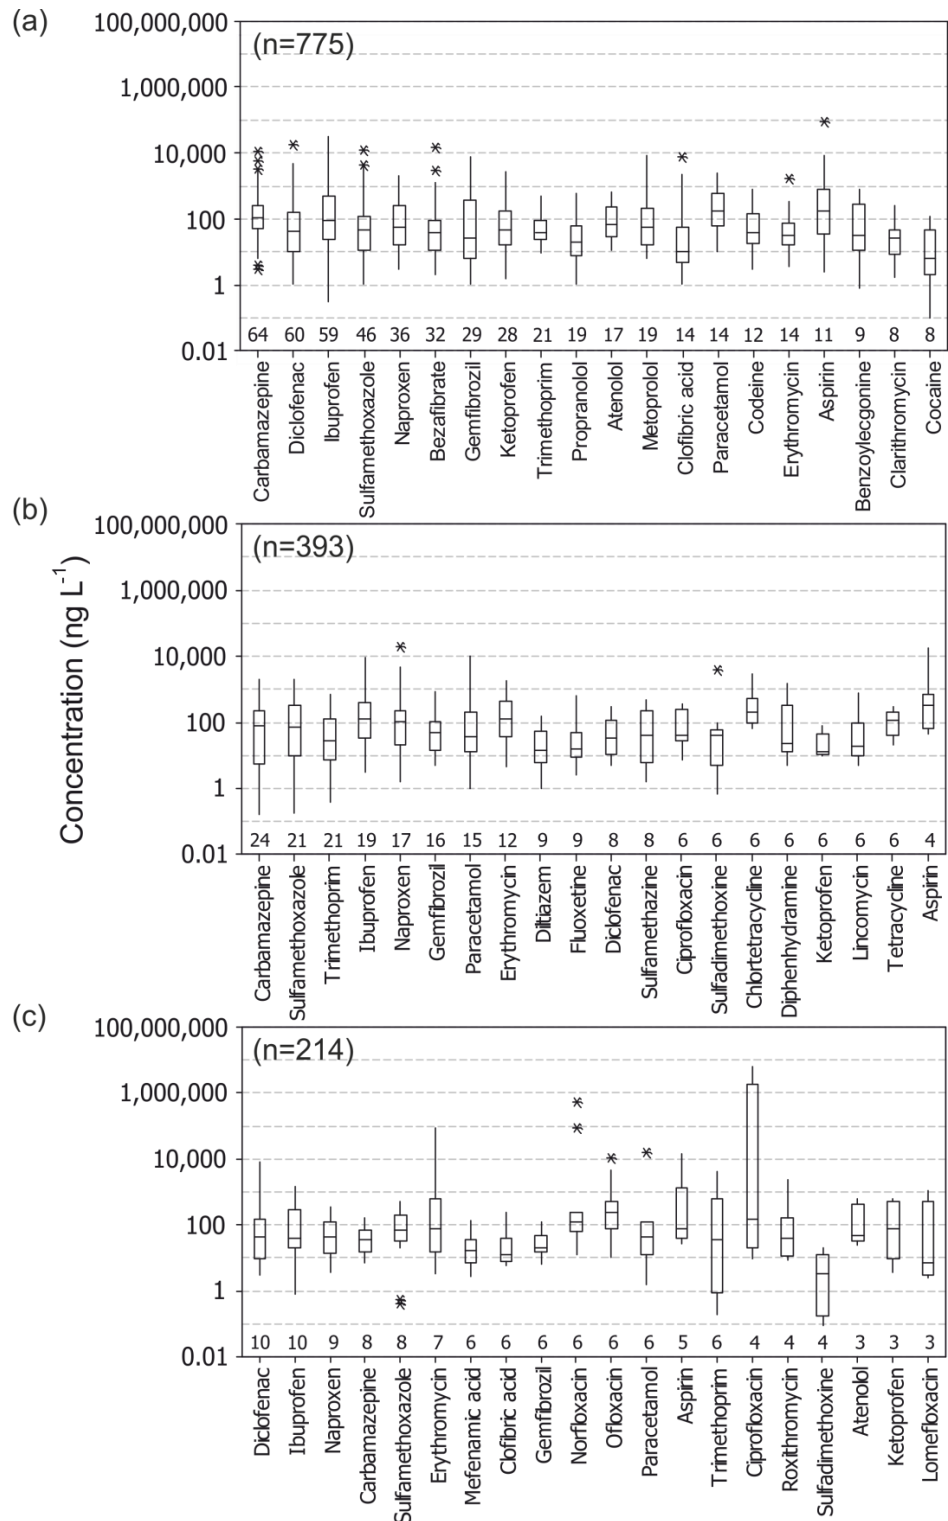 (a)
100,000,000
(n=775)
1,000,000
10,000
100
1
0.01
64 60 59 46 36 32 29 28 21 19 17 19 14 14 12 14 11 9 8 8
Carbamazepine
Diclofenac
Ibuprofen
Sulfamethoxazole
Naproxen
Bezafibrate
Gemfibrozil
Ketoprofen
Trimethoprim
Propranolol
Atenolol
Metoprolol
Clofibric acid
Paracetamol
Codeine
Erythromycin
Aspirin
Benzoylecgonine
Clarithromycin
Cocaine
Concentration (ng L⁻¹)
(b)
100,000,000
(n=393)
1,000,000
10,000
100
1
0.01
24 21 21 19 17 16 15 12 9 9 8 8 6 6 6 6 6 6 6 4
Carbamazepine
Sulfamethoxazole
Trimethoprim
Ibuprofen
Naproxen
Gemfibrozil
Paracetamol
Erythromycin
Diltiazem
Fluoxetine
Diclofenac
Sulfamethazine
Ciprofloxacin
Sulfadimethoxine
Chlortetracycline
Diphenhydramine
Ketoprofen
Lincomycin
Tetracycline
Aspirin
(c)
100,000,000
(n=214)
1,000,000
10,000
100
1
0.01
10 10 9 8 8 7 6 6 6 6 6 6 5 6 4 4 4 3 3 3
Diclofenac
Ibuprofen
Naproxen
Carbamazepine
Sulfamethoxazole
Erythromycin
Mefenamic acid
Clofibric acid
Gemfibrozil
Norfloxacin
Ofloxacin
Paracetamol
Aspirin
Trimethoprim
Ciprofloxacin
Roxithromycin
Sulfadimethoxine
Atenolol
Ketoprofen
Lomefloxacin